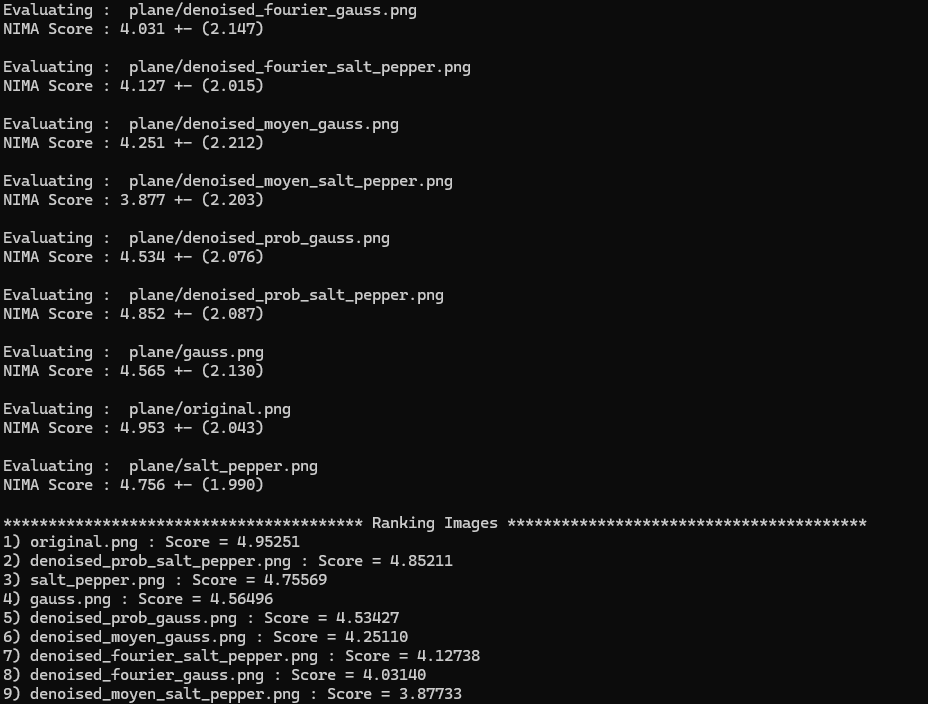 Evaluating :  plane/denoised_fourier_gauss.png
NIMA Score : 4.031 +- (2.147)
Evaluating :  plane/denoised_fourier_salt_pepper.png
NIMA Score : 4.127 +- (2.015)
Evaluating :  plane/denoised_moyen_gauss.png
NIMA Score : 4.251 +- (2.212)
Evaluating :  plane/denoised_moyen_salt_pepper.png
NIMA Score : 3.877 +- (2.203)
Evaluating :  plane/denoised_prob_gauss.png
NIMA Score : 4.534 +- (2.076)
Evaluating :  plane/denoised_prob_salt_pepper.png
NIMA Score : 4.852 +- (2.087)
Evaluating :  plane/gauss.png
NIMA Score : 4.565 +- (2.130)
Evaluating :  plane/original.png
NIMA Score : 4.953 +- (2.043)
Evaluating :  plane/salt_pepper.png
NIMA Score : 4.756 +- (1.990)
**************************************** Ranking Images ****************************************
1) original.png : Score = 4.95251
2) denoised_prob_salt_pepper.png : Score = 4.85211
3) salt_pepper.png : Score = 4.75569
4) gauss.png : Score = 4.56496
5) denoised_prob_gauss.png : Score = 4.53427
6) denoised_moyen_gauss.png : Score = 4.25110
7) denoised_fourier_salt_pepper.png : Score = 4.12738
8) denoised_fourier_gauss.png : Score = 4.03140
9) denoised_moyen_salt_pepper.png : Score = 3.87733